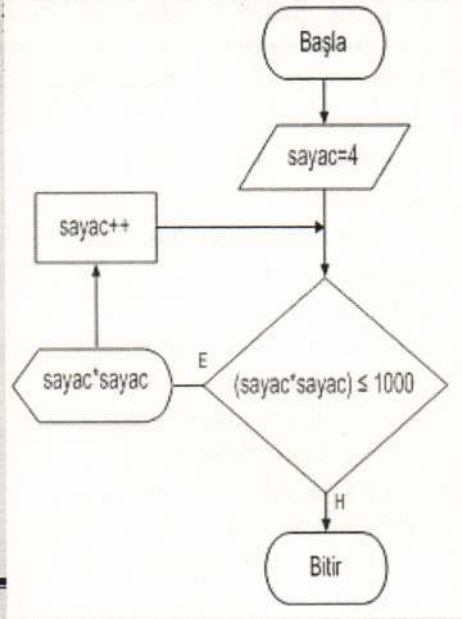 Başla
sayac=4
sayac++
E
sayac*sayac
(sayac*sayac) ≤ 1000
H
Bitir